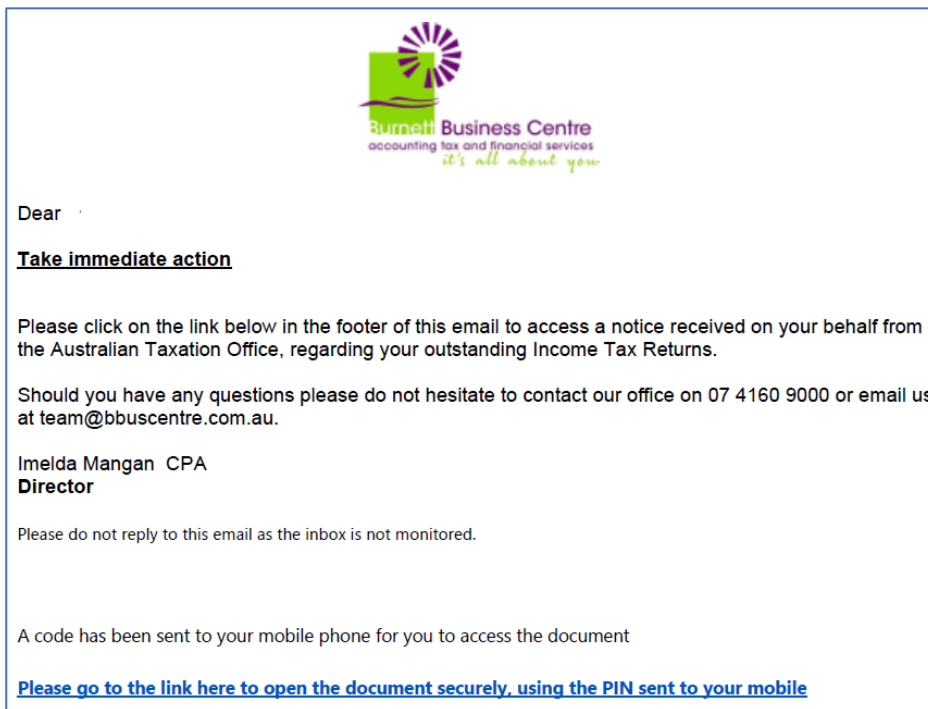 Burnett Business Centre
accounting tax and financial services
it's all about you
Dear
Take immediate action
Please click on the link below in the footer of this email to access a notice received on your behalf from
the Australian Taxation Office, regarding your outstanding Income Tax Returns.
Should you have any questions please do not hesitate to contact our office on 07 4160 9000 or email us
at team@bbuscentre.com.au.
Imelda Mangan CPA
Director
Please do not reply to this email as the inbox is not monitored.
A code has been sent to your mobile phone for you to access the document
Please go to the link here to open the document securely, using the PIN sent to your mobile